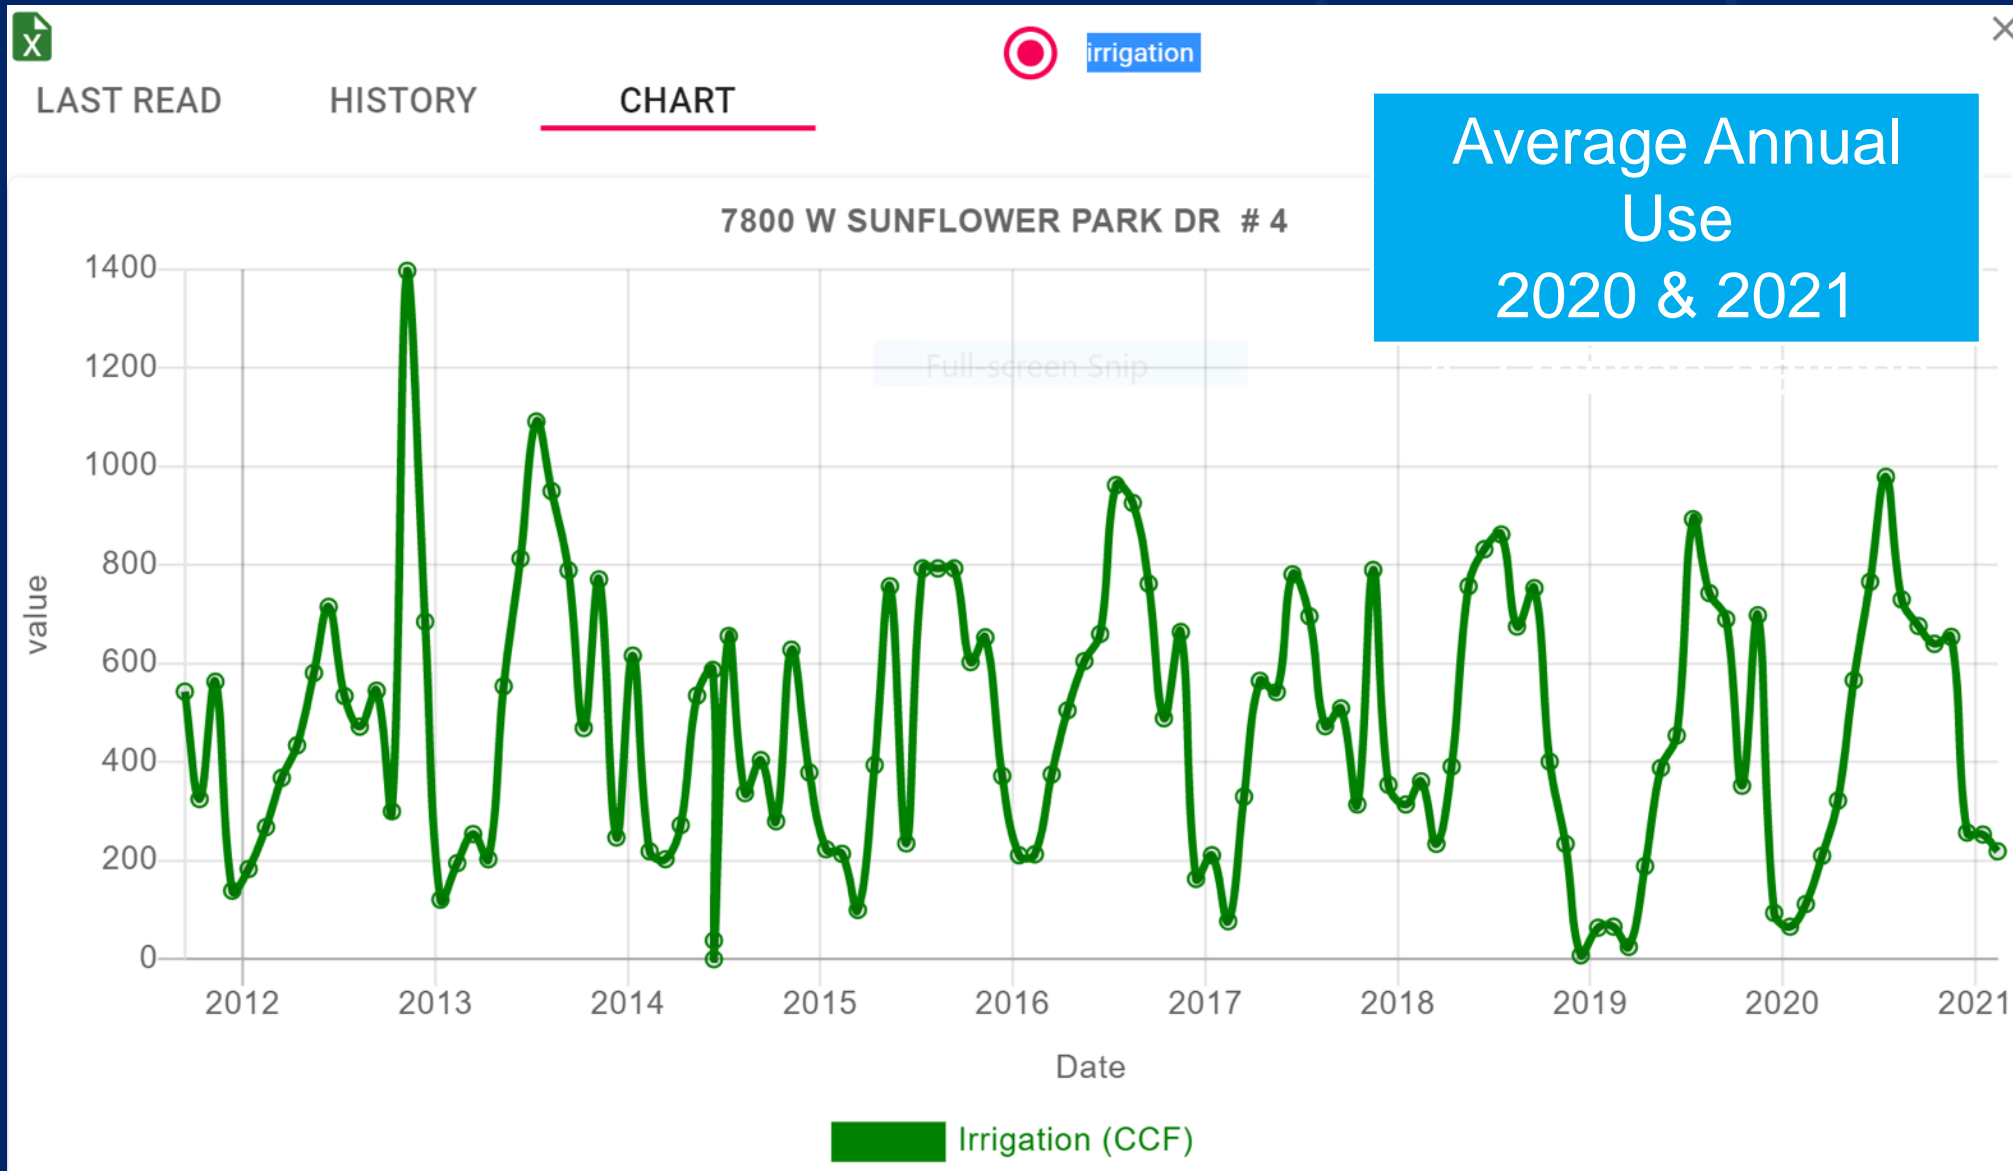 irrigation
LAST READ HISTORY CHART
Average Annual
Use
2020 & 2021
7800 W SUNFLOWER PARK DR # 4
1400
1200
1000
800
600
400
200
0
Full-screen Snip
value
2012 2013 2014 2015 2016 2017 2018 2019 2020 2021
Date
Irrigation (CCF)